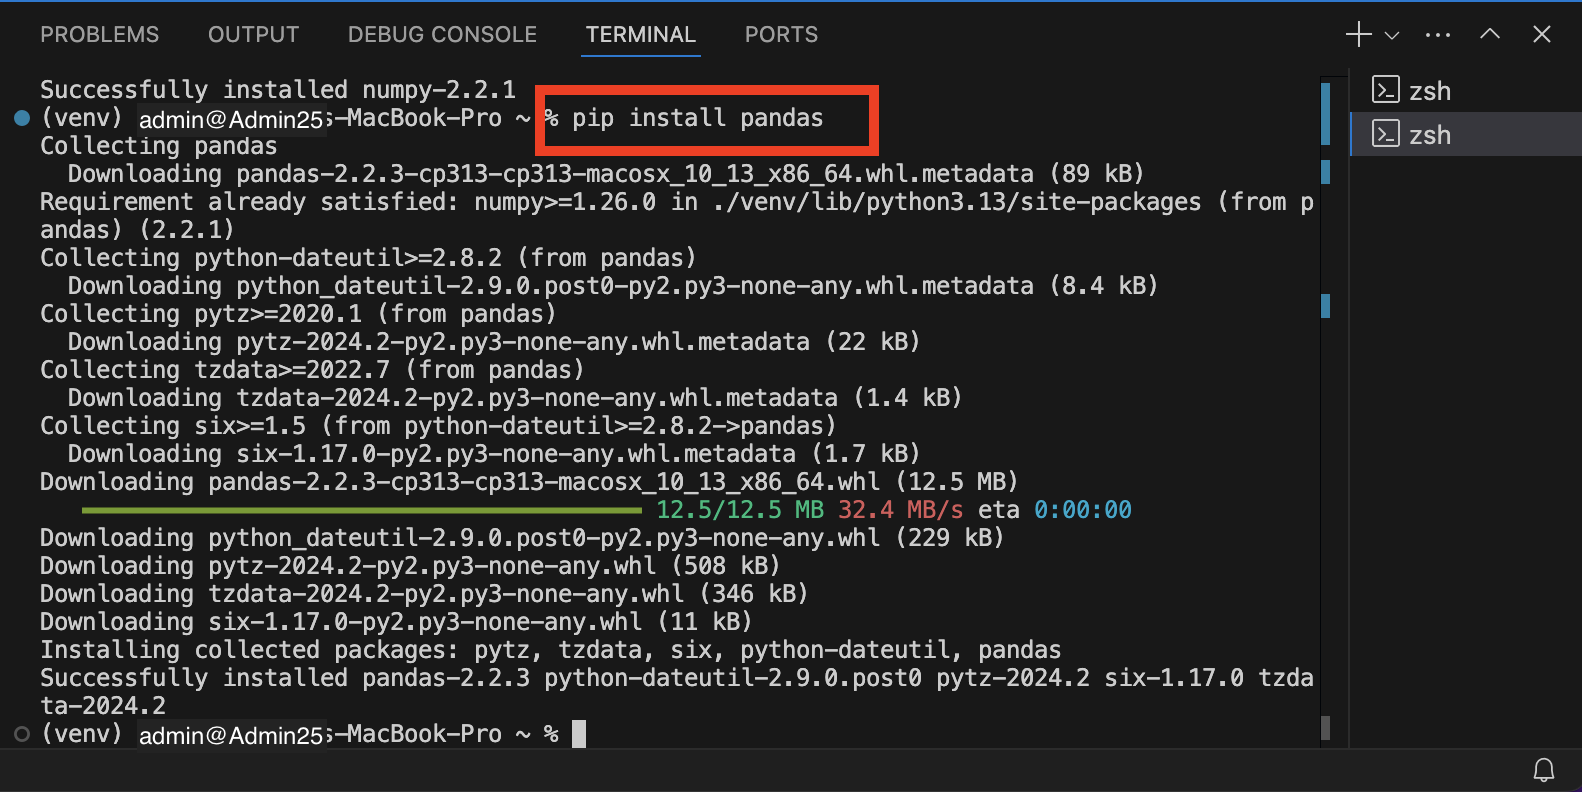 PROBLEMS OUTPUT DEBUG CONSOLE TERMINAL PORTS
Successfully installed numpy-2.2.1
(venv) admin@Admin25s-MacBook-Pro ~ % pip install pandas
Collecting pandas
  Downloading pandas-2.2.3-cp313-cp313-macosx_10_13_x86_64.whl.metadata (89 kB)
Requirement already satisfied: numpy>=1.26.0 in ./venv/lib/python3.13/site-packages (from p
andas) (2.2.1)
Collecting python-dateutil>=2.8.2 (from pandas)
  Downloading python_dateutil-2.9.0.post0-py2.py3-none-any.whl.metadata (8.4 kB)
Collecting pytz>=2020.1 (from pandas)
  Downloading pytz-2024.2-py2.py3-none-any.whl.metadata (22 kB)
Collecting tzdata>=2022.7 (from pandas)
  Downloading tzdata-2024.2-py2.py3-none-any.whl.metadata (1.4 kB)
Collecting six>=1.5 (from python-dateutil>=2.8.2->pandas)
  Downloading six-1.17.0-py2.py3-none-any.whl.metadata (1.7 kB)
Downloading pandas-2.2.3-cp313-cp313-macosx_10_13_x86_64.whl (12.5 MB)
12.5/12.5 MB 32.4 MB/s eta 0:00:00
Downloading python_dateutil-2.9.0.post0-py2.py3-none-any.whl (229 kB)
Downloading pytz-2024.2-py2.py3-none-any.whl (508 kB)
Downloading tzdata-2024.2-py2.py3-none-any.whl (346 kB)
Downloading six-1.17.0-py2.py3-none-any.whl (11 kB)
Installing collected packages: pytz, tzdata, six, python-dateutil, pandas
Successfully installed pandas-2.2.3 python-dateutil-2.9.0.post0 pytz-2024.2 six-1.17.0 tzda
ta-2024.2
(venv) admin@Admin25s-MacBook-Pro ~ %
zsh
zsh